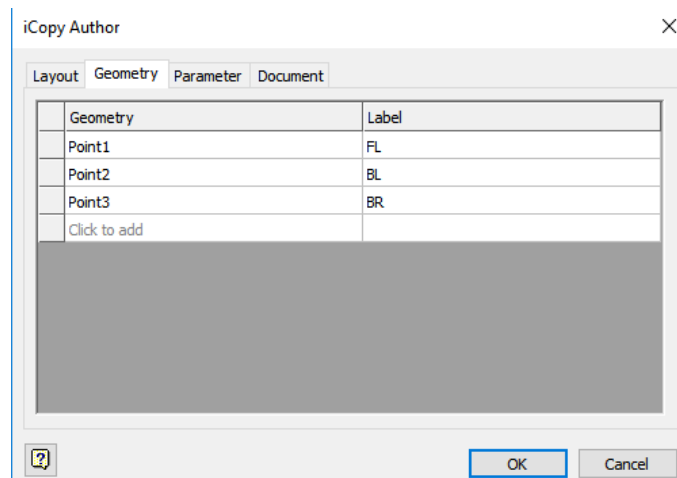 iCopy Author
Layout Geometry Parameter Document
Geometry Label
Point1 FL
Point2 BL
Point3 BR
Click to add
OK Cancel